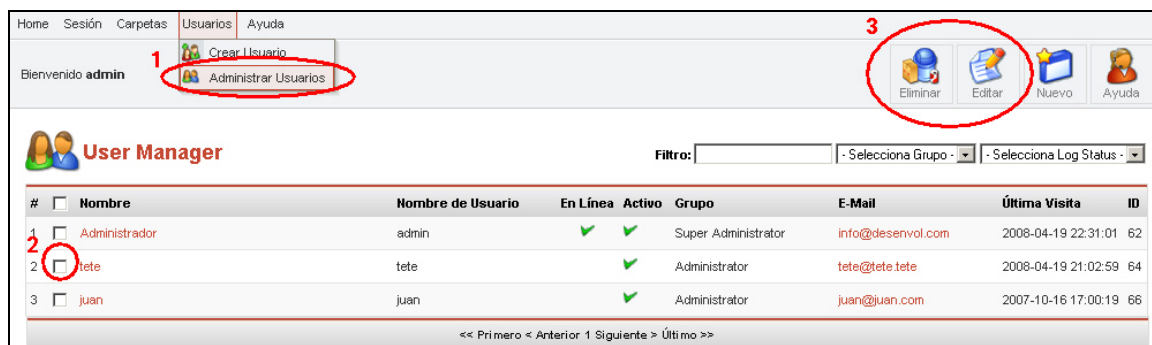 Home Sesión Carpetas Usuarios Ayuda
3
1
Crear Usuario
Bienvenido admin
Administrar Usuarios
Eliminar Editar Nuevo Ayuda
User Manager
Filtro: - Selecciona Grupo - - Selecciona Log Status -
# Nombre Nombre de Usuario En Línea Activo Grupo E-Mail Última Visita ID
1 Administrador admin Super Administrator info@desenvol.com 2008-04-19 22:31:01 62
2
2 tete tete Administrator tete@tete.tete 2008-04-19 21:02:59 64
3 juan juan Administrator juan@juan.com 2007-10-16 17:00:19 66
<< Primero < Anterior 1 Siguiente > Último >>